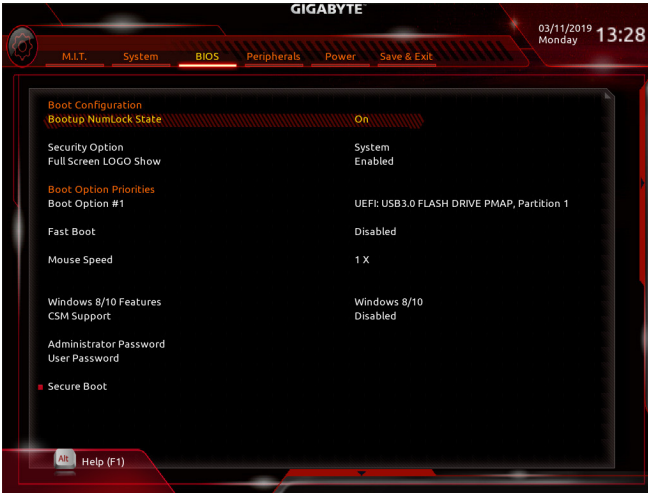 GIGABYTE™
03/11/2019
Monday
13:28
M.I.T. System BIOS Peripherals Power Save & Exit
Boot Configuration
Bootup NumLock State On
Security Option System
Full Screen LOGO Show Enabled
Boot Option Priorities
Boot Option #1 UEFI: USB3.0 FLASH DRIVE PMAP, Partition 1
Fast Boot Disabled
Mouse Speed 1 X
Windows 8/10 Features Windows 8/10
CSM Support Disabled
Administrator Password
User Password
Secure Boot
Alt Help (F1)